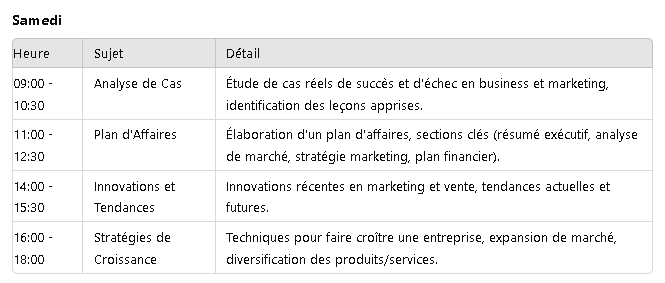 Samedi
Heure Sujet Détail
09:00 - Analyse de Cas Étude de cas réels de succès et d'échec en business et marketing,
10:30 identification des leçons apprises.
11:00 - Plan d'Affaires Élaboration d'un plan d'affaires, sections clés (résumé exécutif, analyse
12:30 de marché, stratégie marketing, plan financier).
14:00 - Innovations et Innovations récentes en marketing et vente, tendances actuelles et
15:30 Tendances futures.
16:00 - Stratégies de Techniques pour faire croître une entreprise, expansion de marché,
18:00 Croissance diversification des produits/services.